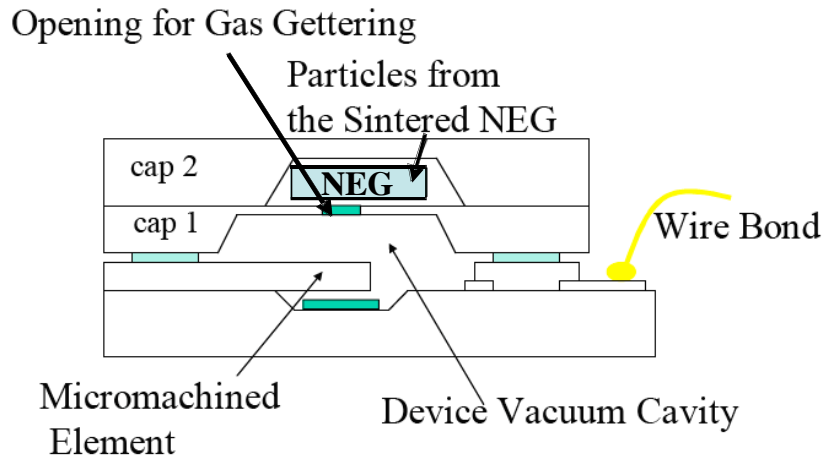 Opening for Gas Gettering
Particles from
the Sintered NEG
cap 2
NEG
cap 1
Wire Bond
Micromachined
Element
Device Vacuum Cavity